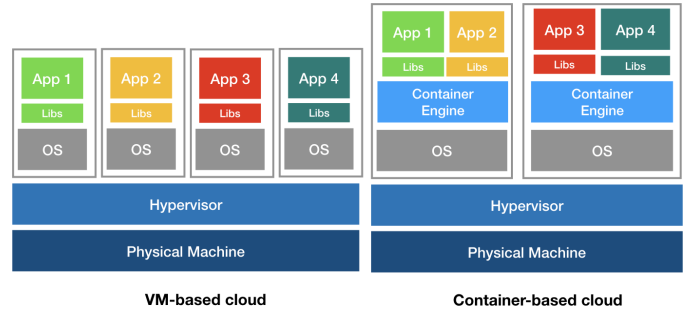 App 1
Libs
OS
App 2
Libs
OS
App 3
Libs
OS
App 4
Libs
OS
Hypervisor
Physical Machine
VM-based cloud
App 1
App 2
Libs
Libs
Container
Engine
OS
App 3
App 4
Libs
Libs
Container
Engine
OS
Hypervisor
Physical Machine
Container-based cloud